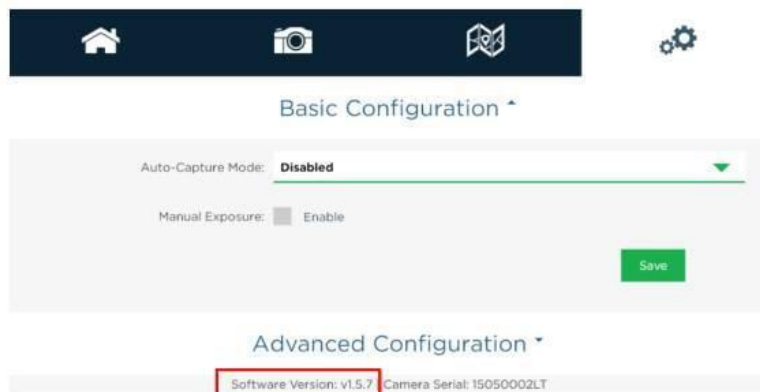 Basic Configuration
Auto-Capture Mode: Disabled
Manual Exposure: Enable
Save
Advanced Configuration
Software Version: v1.5.7 Camera Serial: 15050002LT